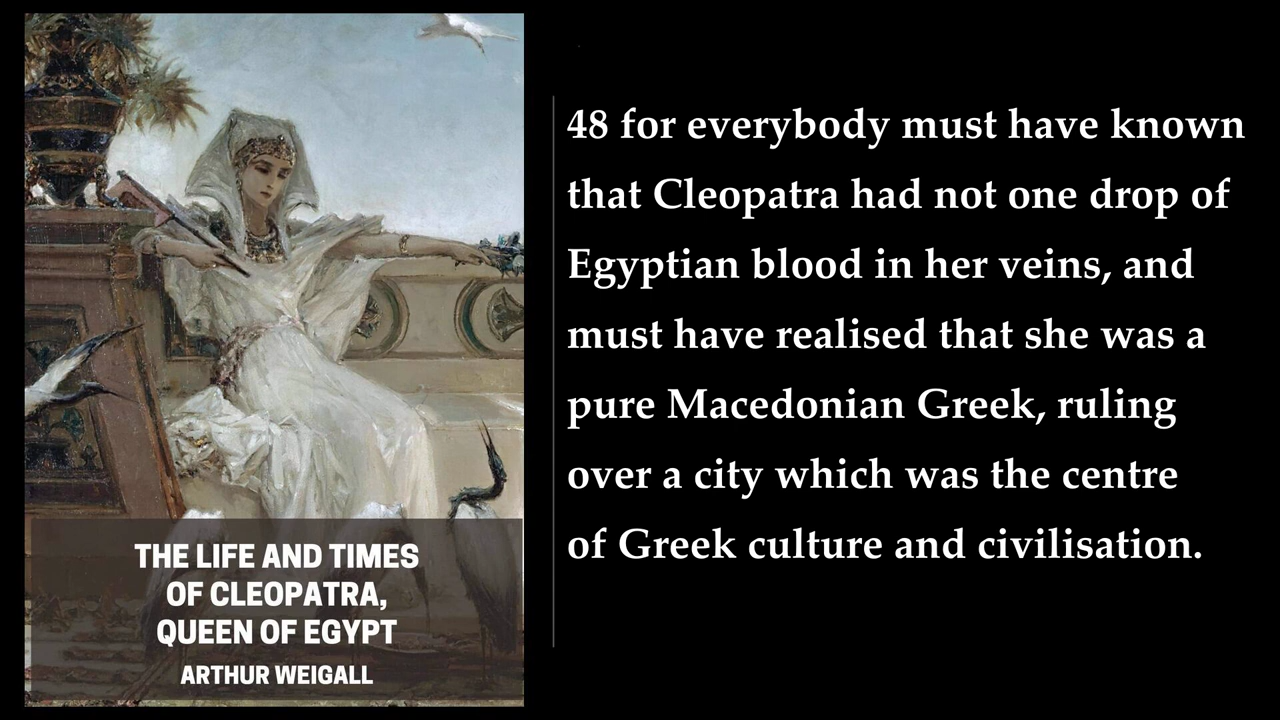 THE LIFE AND TIMES
OF CLEOPATRA,
QUEEN OF EGYPT
ARTHUR WEIGALL
48 for everybody must have known
that Cleopatra had not one drop of
Egyptian blood in her veins, and
must have realised that she was a
pure Macedonian Greek, ruling
over a city which was the centre
of Greek culture and civilisation.